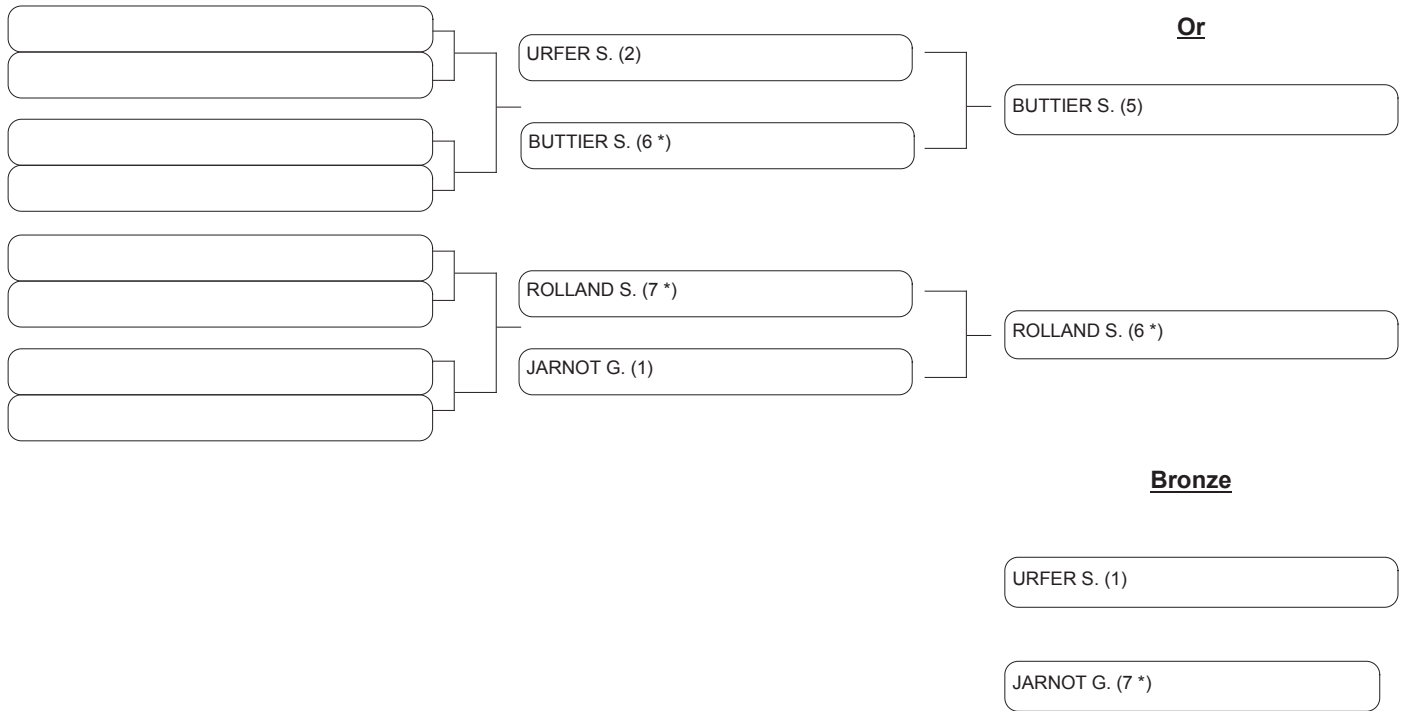 URFER S. (2)
BUTTIER S. (6 *)
ROLLAND S. (7 *)
JARNOT G. (1)
Or
BUTTIER S. (5)
ROLLAND S. (6 *)
Bronze
URFER S. (1)
JARNOT G. (7 *)